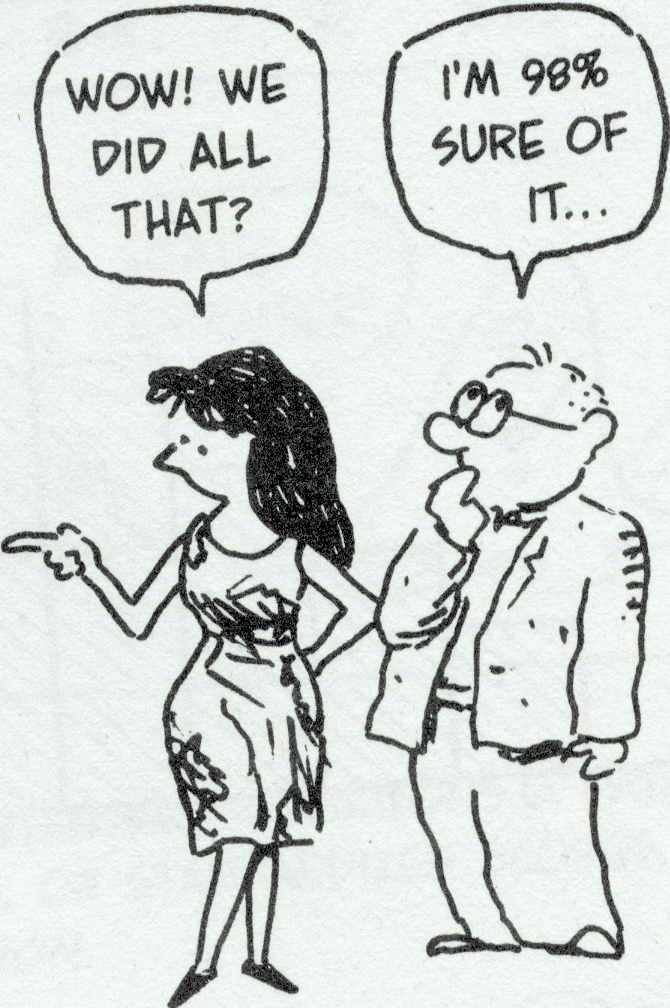 WOW! WE
DID ALL
THAT?
I'M 98%
SURE OF
IT...